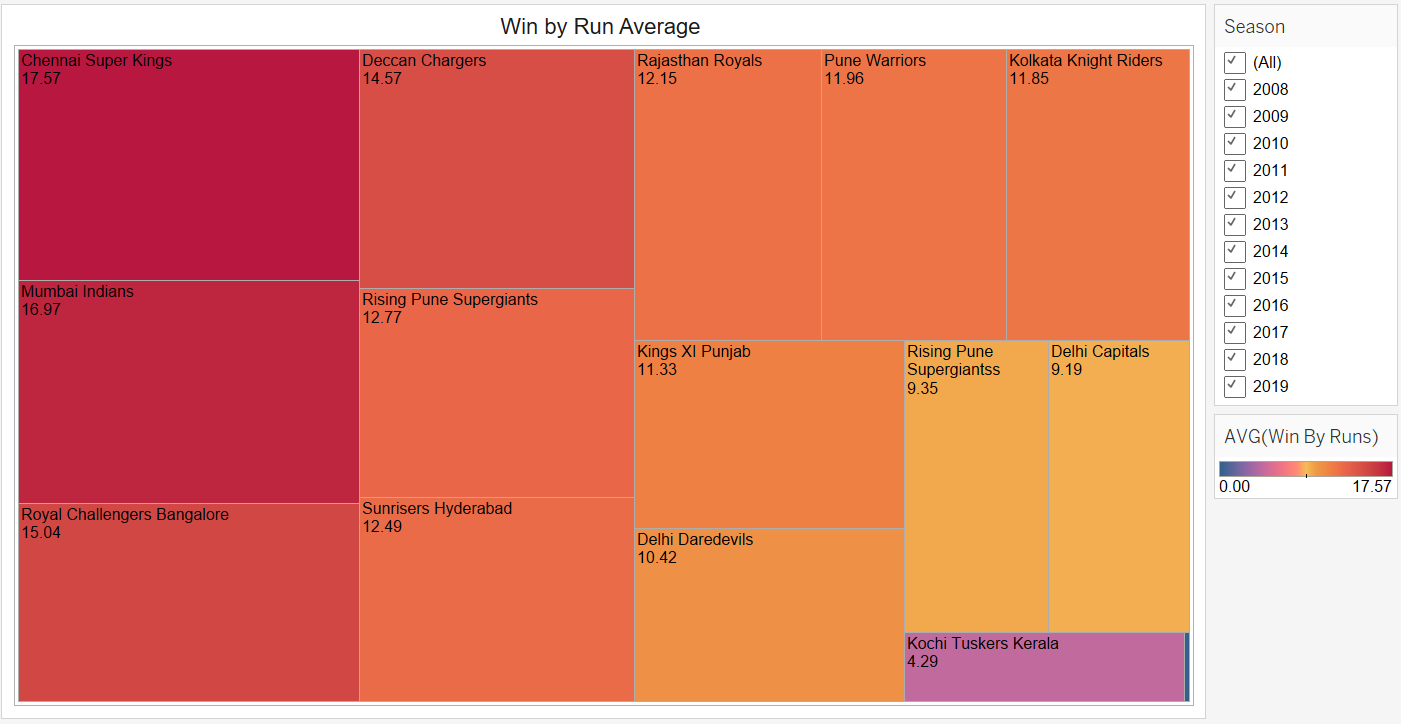 Win by Run Average
Chennai Super Kings
17.57
Mumbai Indians
16.97
Royal Challengers Bangalore
15.04
Deccan Chargers
14.57
Rising Pune Supergiants
12.77
Sunrisers Hyderabad
12.49
Rajasthan Royals
12.15
Pune Warriors
11.96
Kolkata Knight Riders
11.85
Kings XI Punjab
11.33
Delhi Daredevils
10.42
Rising Pune
Supergiantss
9.35
Delhi Capitals
9.19
Kochi Tuskers Kerala
4.29
Season
(All)
2008
2009
2010
2011
2012
2013
2014
2015
2016
2017
2018
2019
AVG(Win By Runs)
0.00 17.57